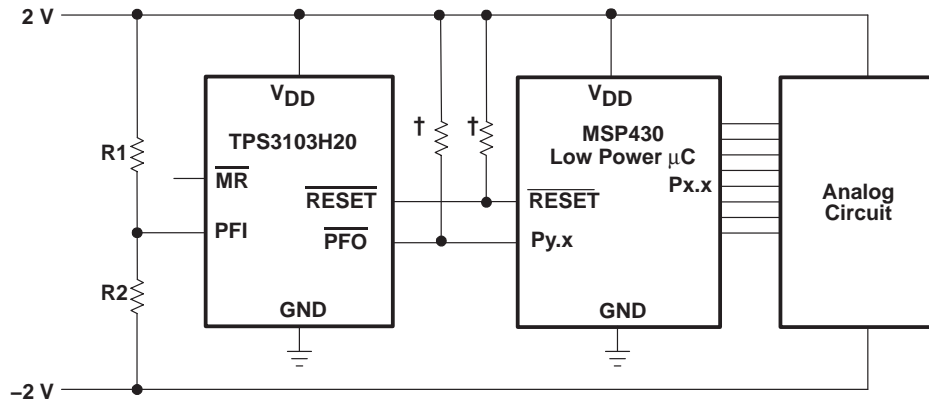 2 V
V_DD
TPS3103H20
R1
MR
RESET
PFI
PFO
R2
GND
†
†
V_DD
MSP430
Low Power µC
Px.x
RESET
Py.x
GND
Analog
Circuit
–2 V